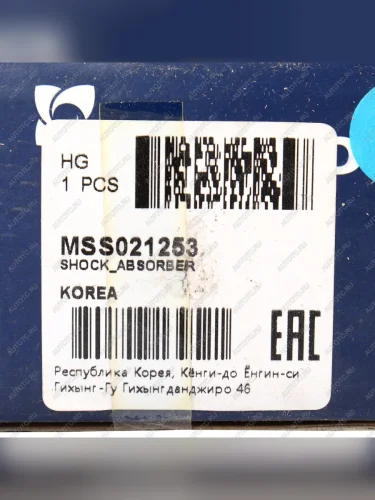 HG
1 PCS
MSS021253
SHOCK_ABSORBER
KOREA
EAC
Республика Корея, Кёнги-до Ёнгин-си
Гихынг-Гу Гихынгданджиро 46